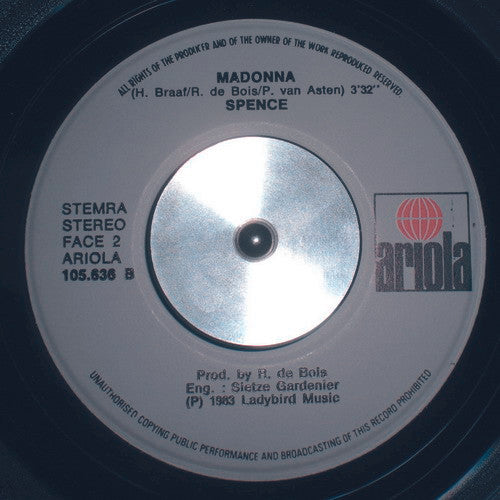 ALL RIGHTS OF THE PRODUCER AND OF THE OWNER OF THE WORK REPRODUCED RESERVED.
MADONNA
(H. Braaf/R. de Bois/P. van Asten) 3'32''
SPENCE
STEMRA
STEREO
FACE 2
ARIOLA
105.636 B
ariola
Prod. by R. de Bois
Eng. : Sietze Gardenier
(P) 1983 Ladybird Music
UNAUTHORISED COPYING PUBLIC PERFORMANCE AND BROADCASTING OF THIS RECORD PROHIBITED